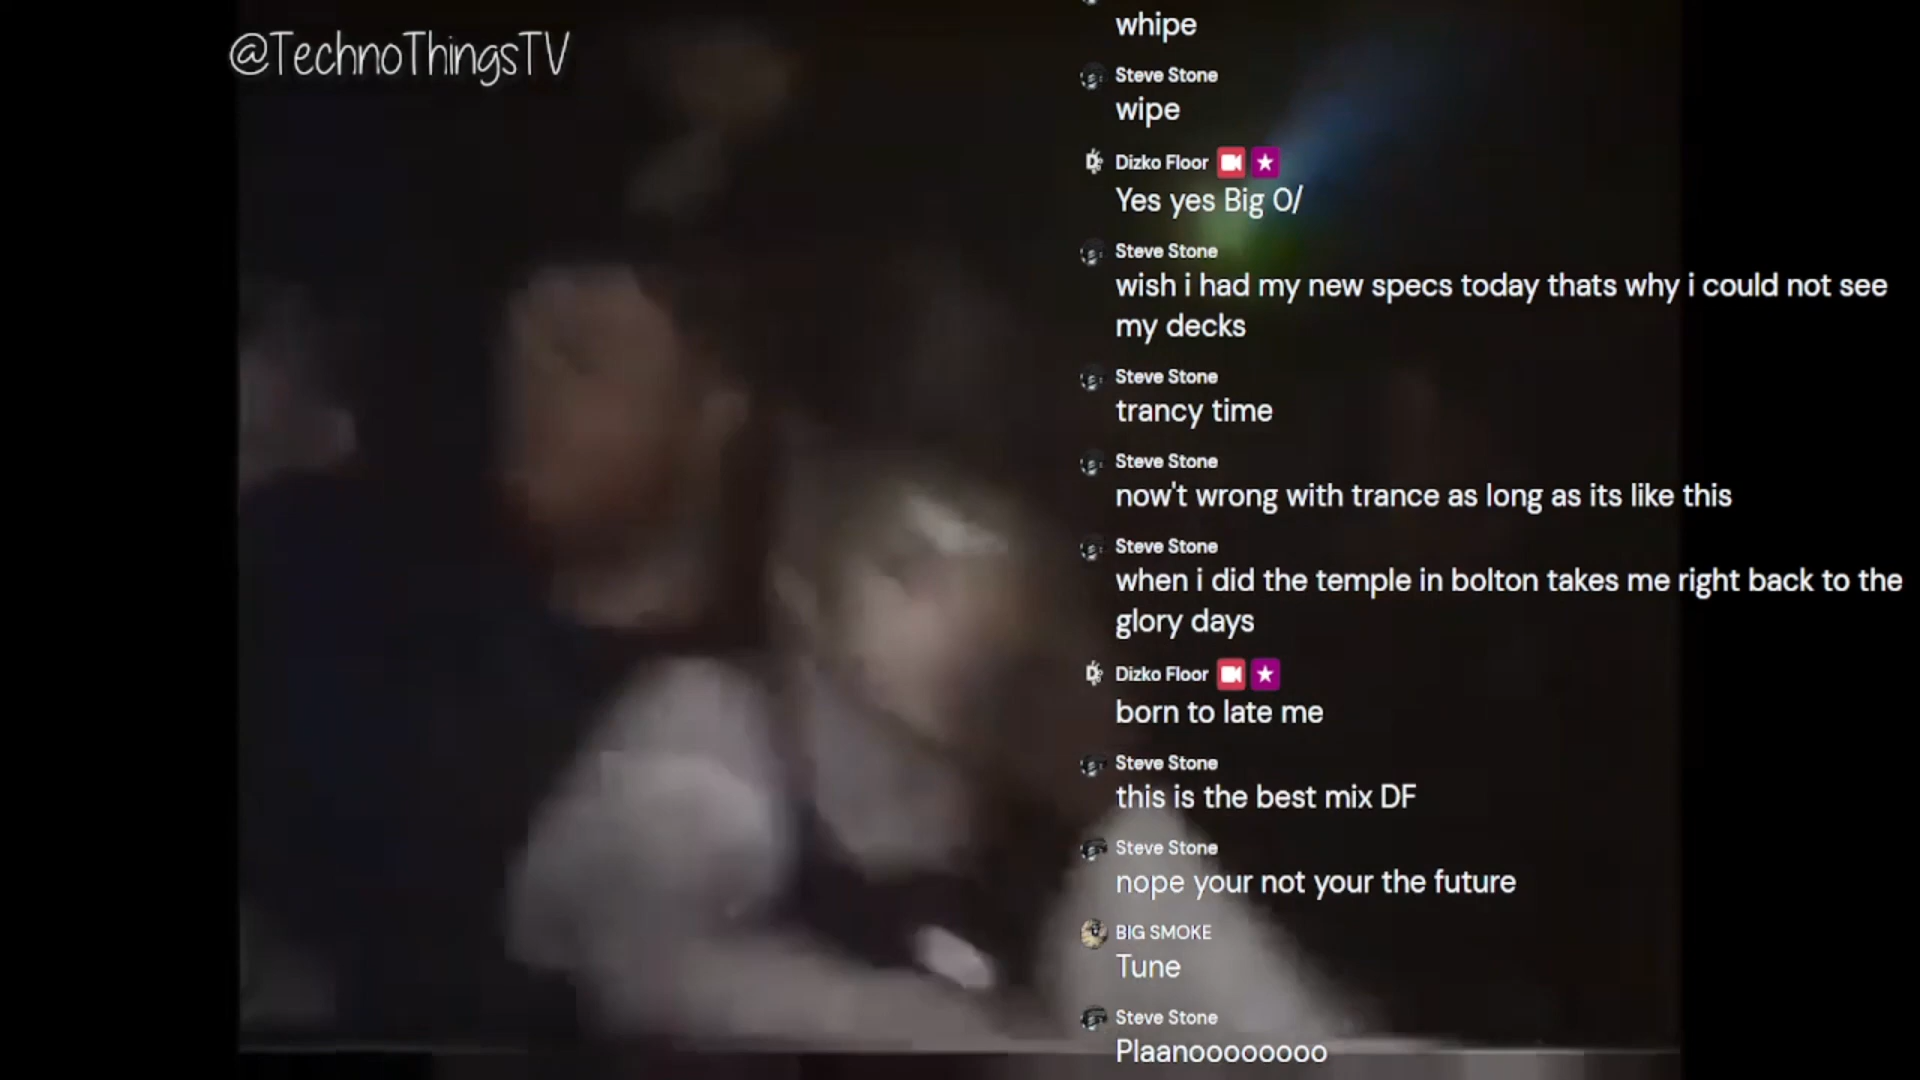 @TechnoThingsTV
whipe
Steve Stone
wipe
Dizko Floor
Yes yes Big O/
Steve Stone
wish i had my new specs today thats why i could not see
my decks
Steve Stone
trancy time
Steve Stone
now't wrong with trance as long as its like this
Steve Stone
when i did the temple in bolton takes me right back to the
glory days
Dizko Floor
born to late me
Steve Stone
this is the best mix DF
Steve Stone
nope your not your the future
BIG SMOKE
Tune
Steve Stone
Plaanoooooooo